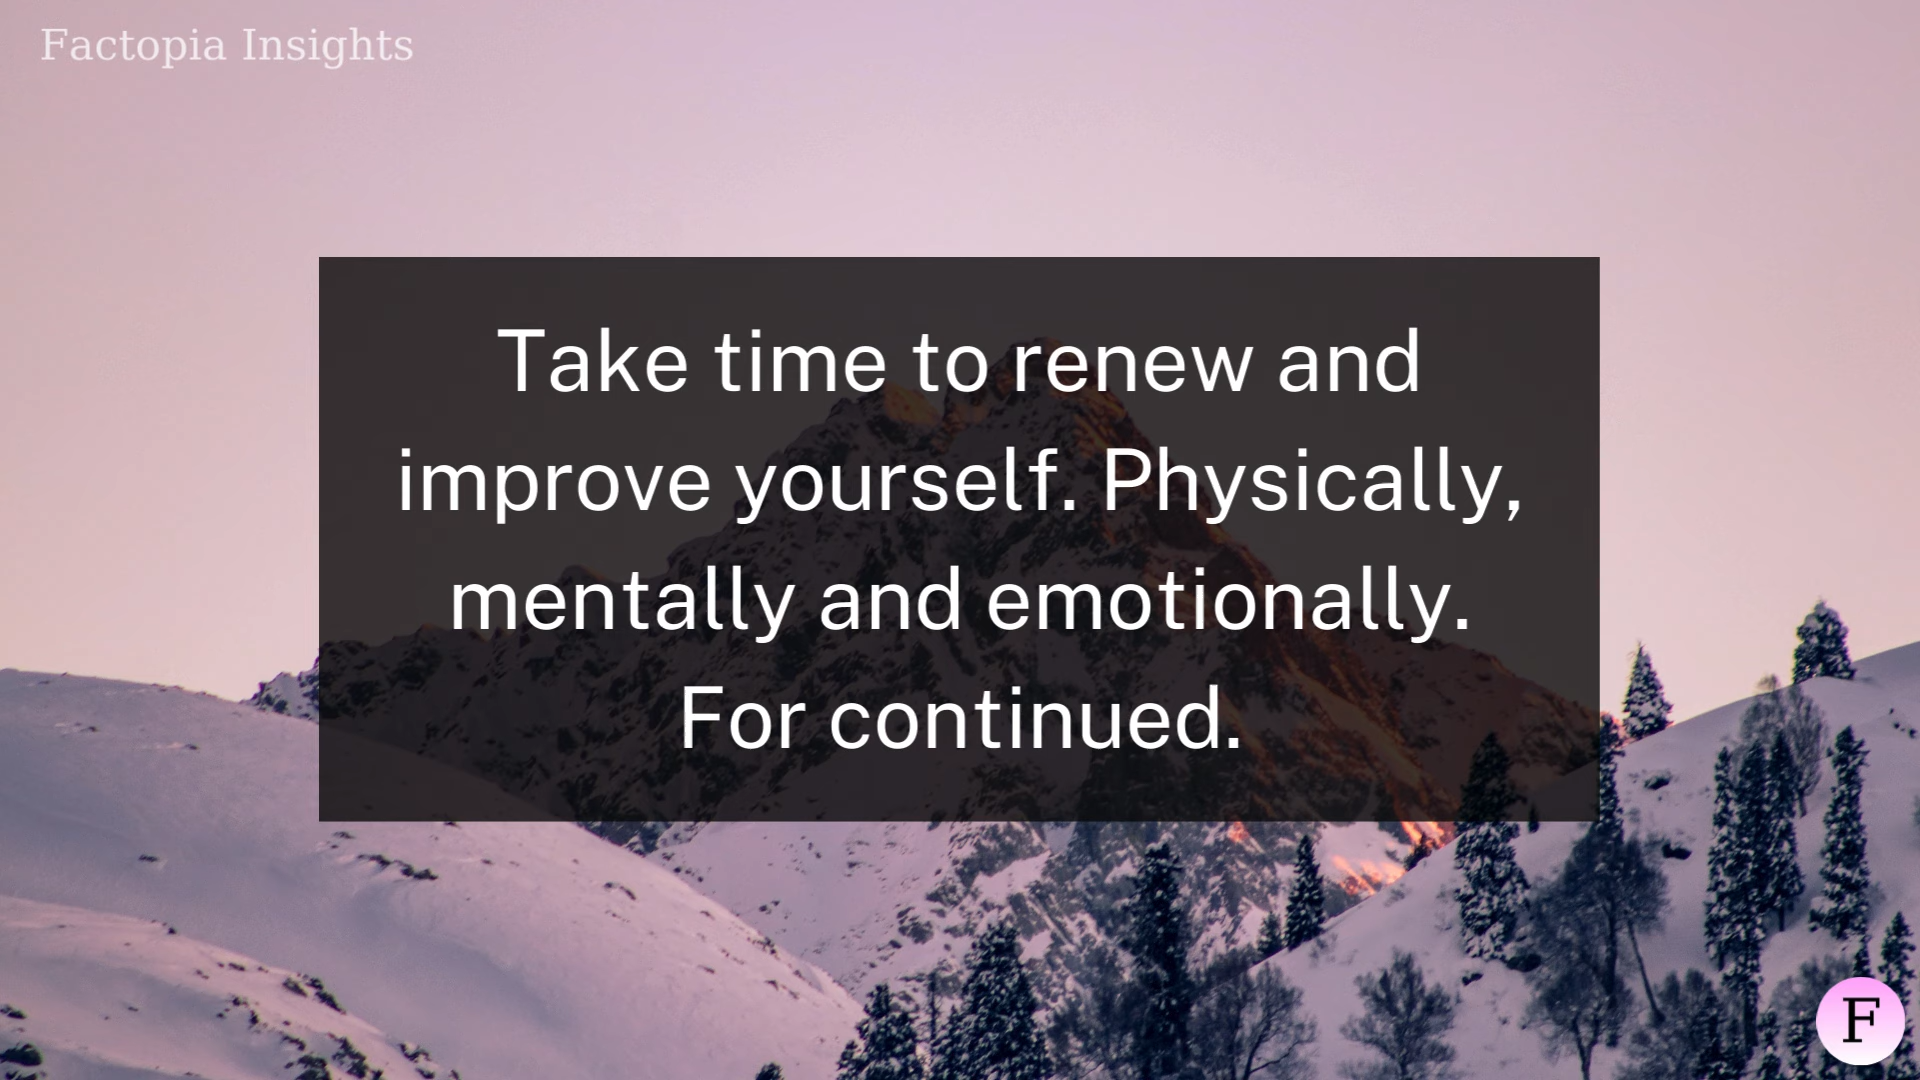 Factopia Insights
Take time to renew and
improve yourself. Physically,
mentally and emotionally.
For continued.
F